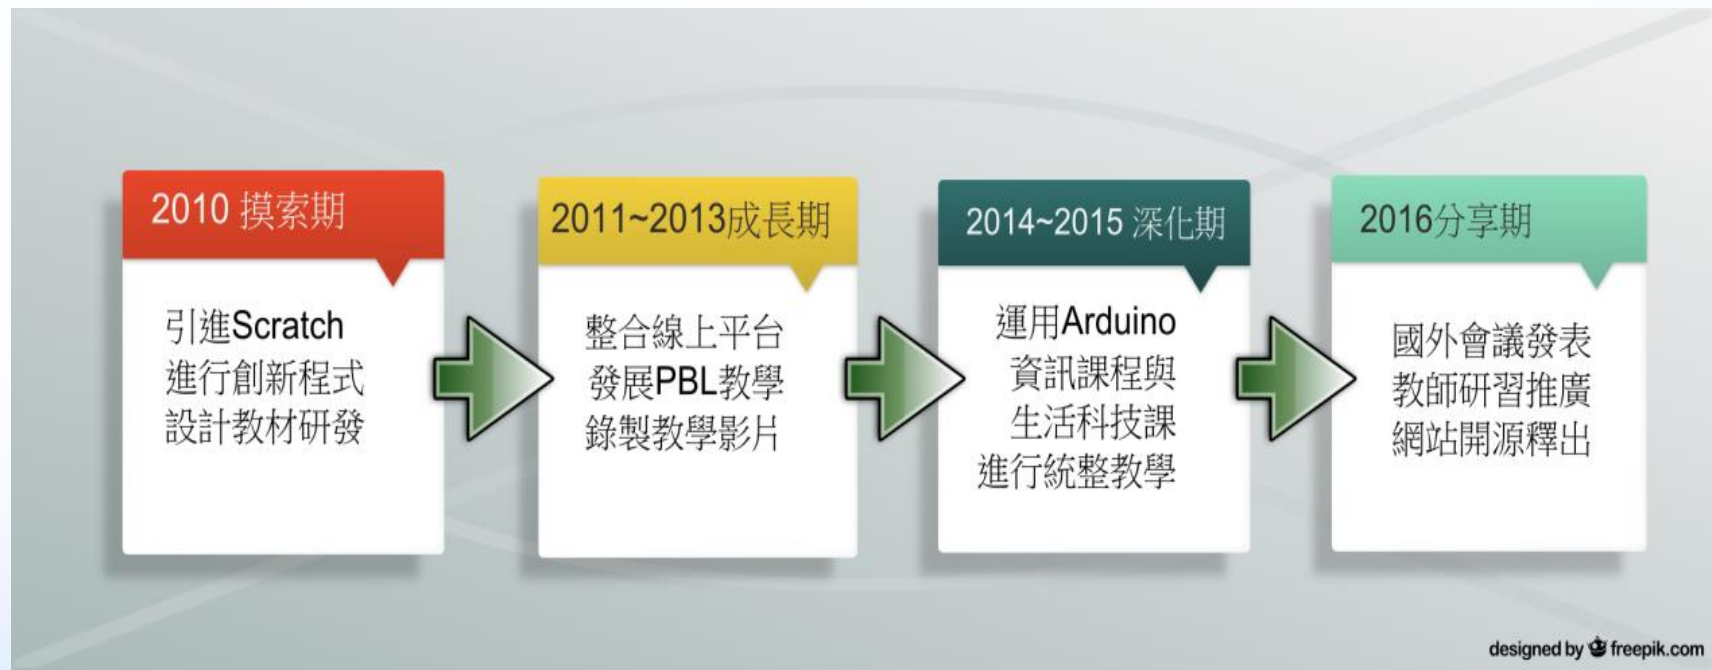 2010 摸索期
引進Scratch
進行創新程式
設計教材研發
2011~2013成長期
整合線上平台
發展PBL教學
錄製教學影片
2014~2015 深化期
運用Arduino
資訊課程與
生活科技課
進行統整教學
2016分享期
國外會議發表
教師研習推廣
網站開源釋出
designed by freepik.com